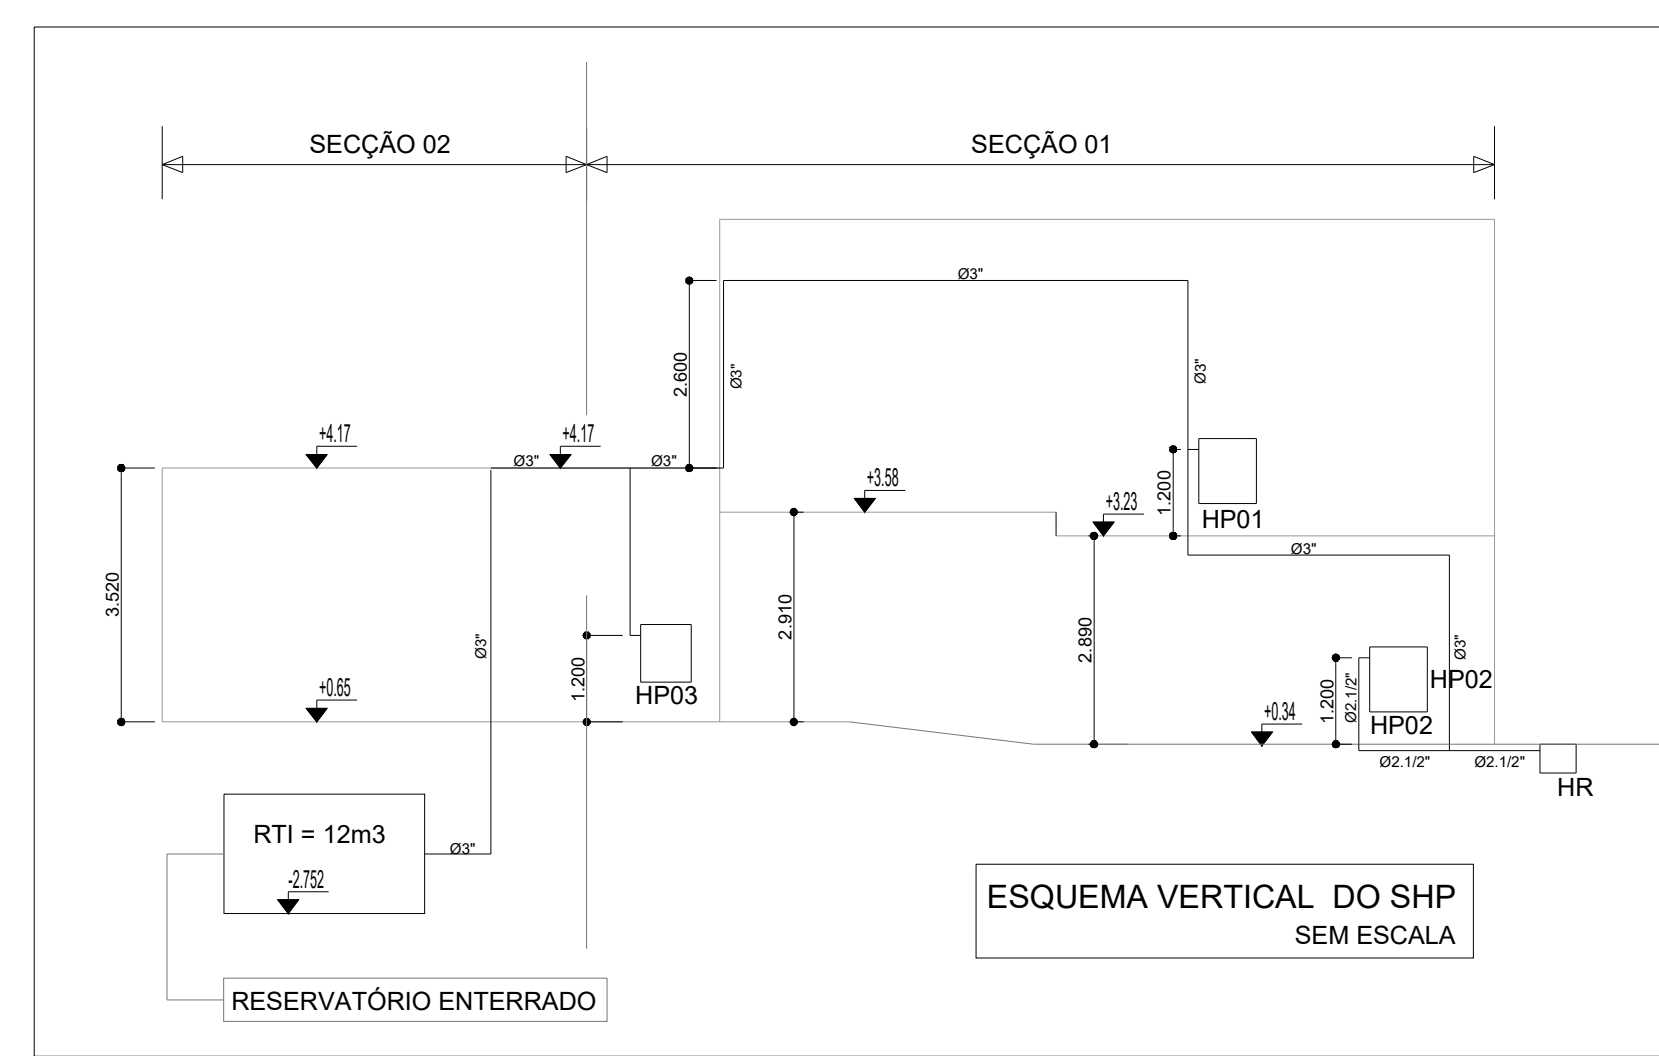 SECÇÃO 02
SECÇÃO 01
Ø3"
2.600
Ø3"
Ø3"
+4.17
+4.17
Ø3"
Ø3"
+3.58
+3.23
1.200
HP01
Ø3"
3.520
2.910
2.890
Ø3"
1.200
HP03
+0.65
Ø3"
HP02
1.200
Ø2.1/2"
HP02
+0.34
Ø2.1/2"
Ø2.1/2"
HR
RTI = 12m3
Ø3"
-2.752
ESQUEMA VERTICAL DO SHP
SEM ESCALA
RESERVATÓRIO ENTERRADO